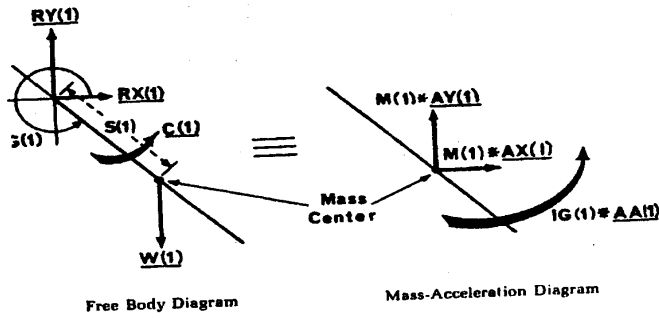 RY(1)
RX(1)
S(1)
C(1)
W(1)
Mass
Center
M(1)*AY(1)
M(1)*AX(1)
IG(1)*AA(1)
Free Body Diagram
Mass-Acceleration Diagram